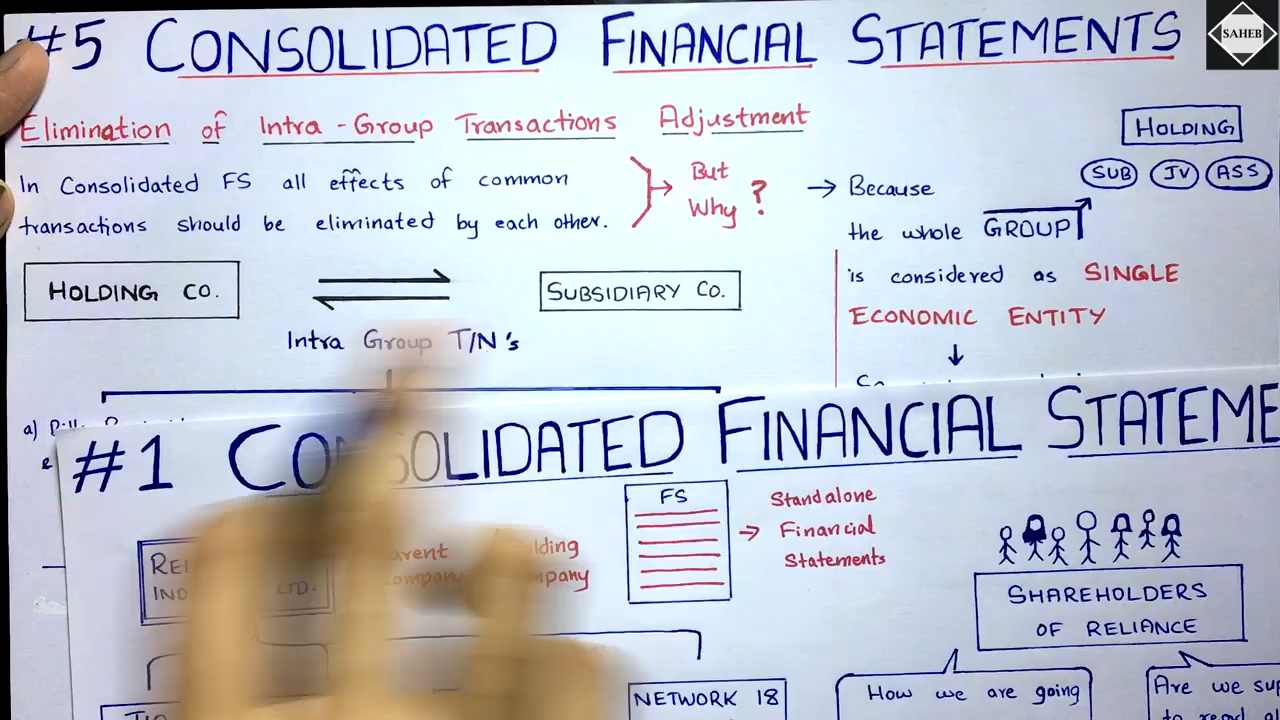 #5 CONSOLIDATED FINANCIAL STATEMENTS
SAHEB
Elimination of Intra-Group Transactions Adjustment
In Consolidated FS all effects of common
transactions should be eliminated by each other.
But
Why ?
→ Because
the whole GROUP
is considered as SINGLE
ECONOMIC ENTITY
HOLDING
SUB JV ASS
HOLDING CO.
SUBSIDIARY CO.
Intra Group T/N's
a)
#1 CONSOLIDATED FINANCIAL STATEME
FS
Standalone
Financial
Statements
SHAREHOLDERS
OF RELIANCE
NETWORK 18
How we are going
Are we